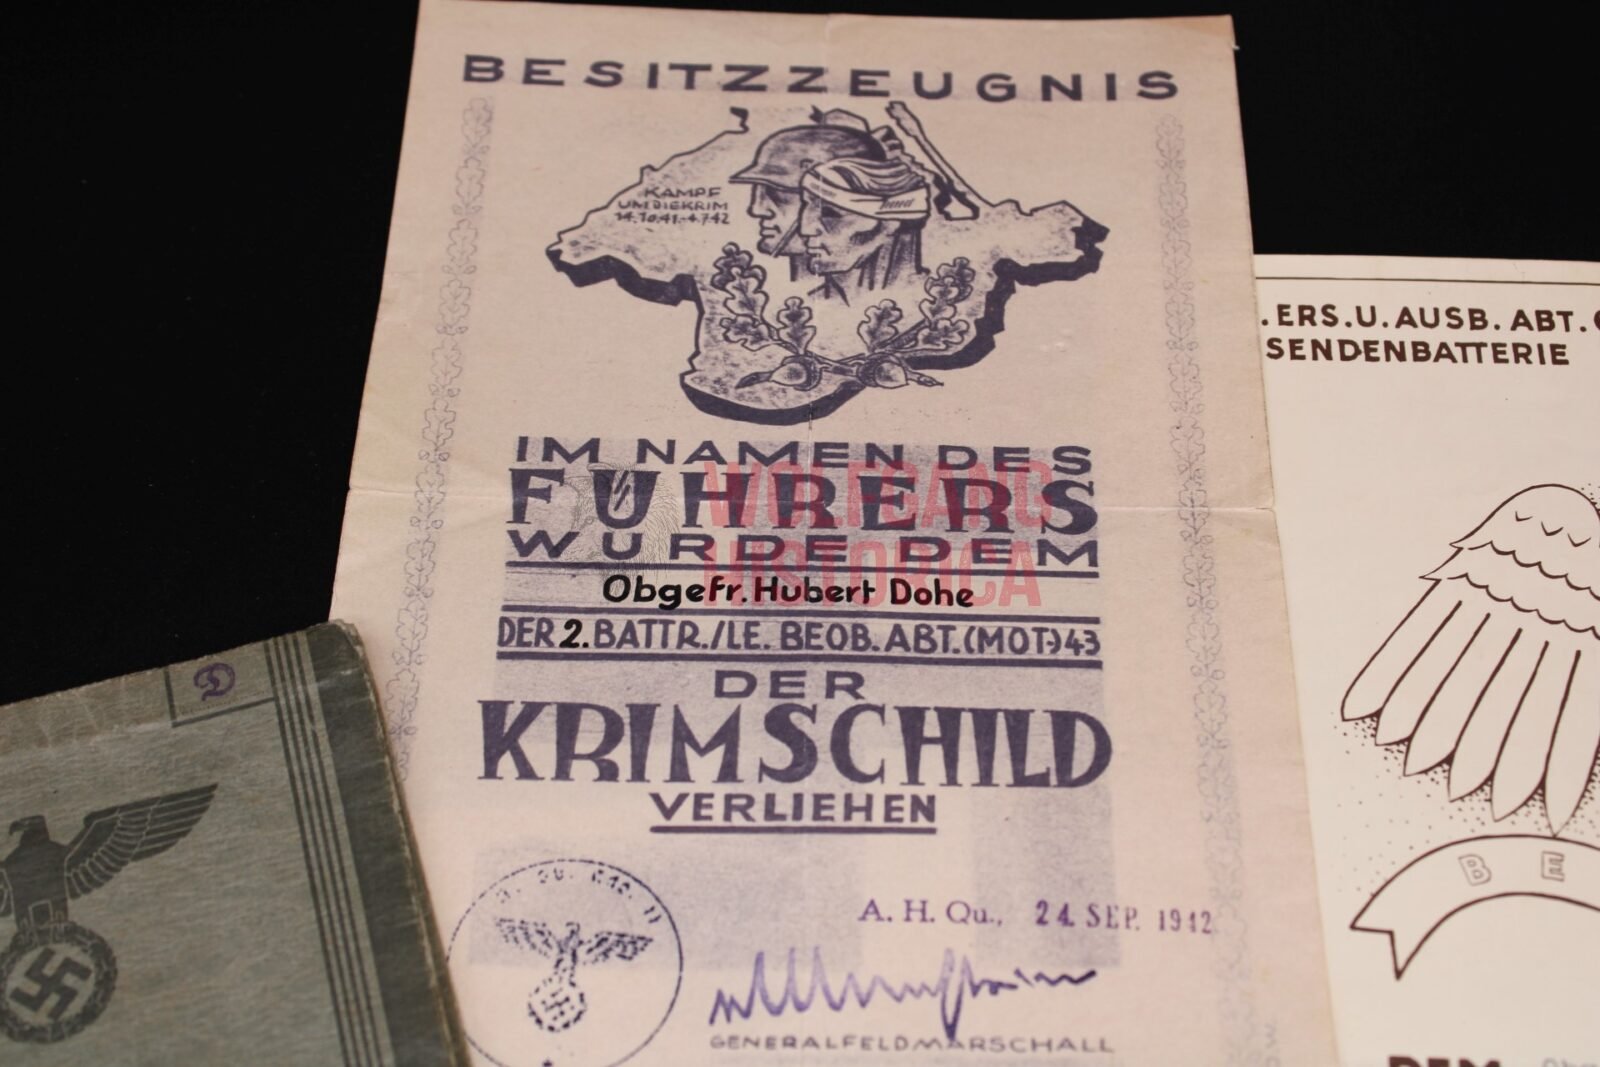 BESITZZEUGNIS
KAMPF
UM DIE KRIM
14.10.41.-4.7.42
IM NAMEN DES
FÜHRERS
WURDE DEM
Obgefr. Hubert Dohe
DER 2. BATTR./LE. BEOB. ABT. (MOT.) 43
DER
KRIMSCHILD
VERLIEHEN
A. H. Qu., 24. SEP. 1942
GENERALFELDMARSCHALL
WOLFGANG
HISTORICA
D
.ERS.U.AUSB. ABT.
SENDENBATTERIE
B E
DEM